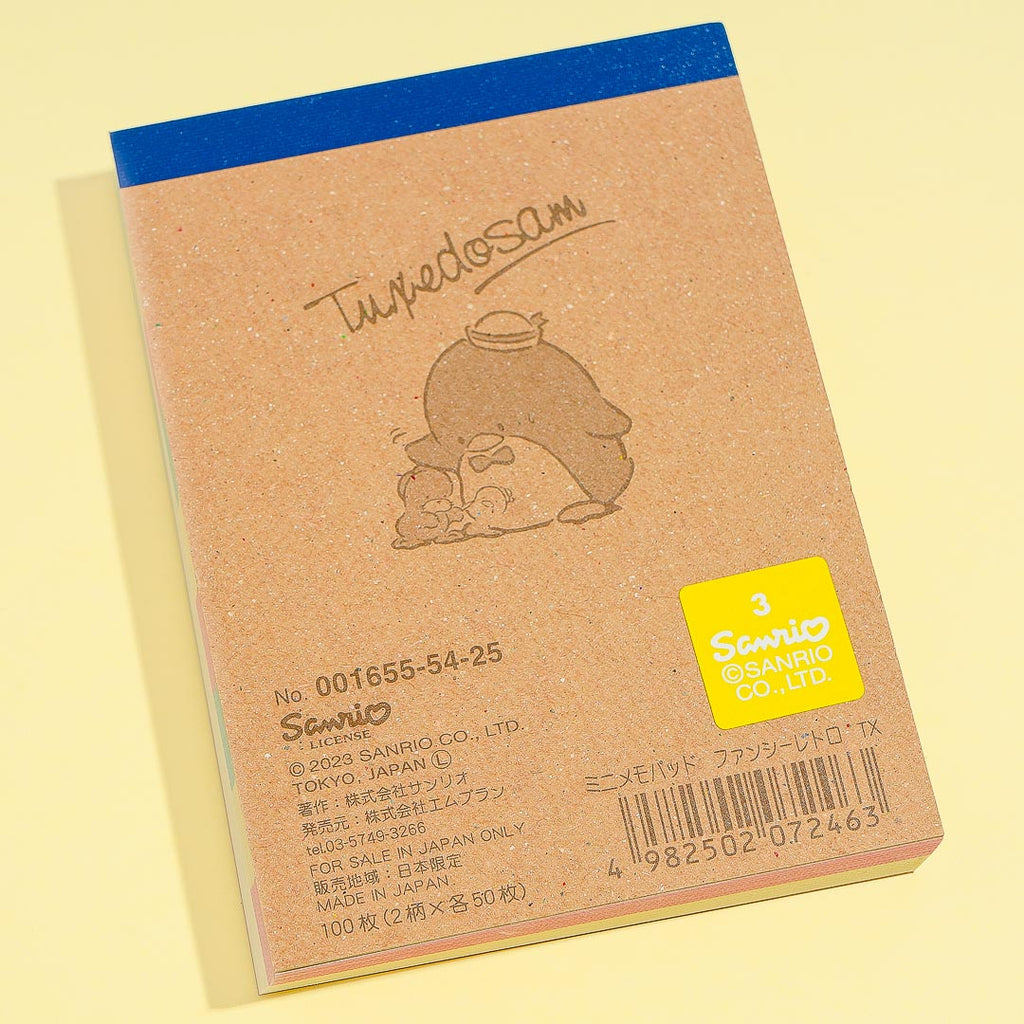 Tuxedosam
3
Sanrio
©SANRIO
CO.,LTD.
No. 001655-54-25
Sanrio
LICENSE
© 2023 SANRIO CO., LTD.
TOKYO, JAPAN Ⓛ
著作：株式会社サンリオ
発売元：株式会社エムプラン
tel.03-5749-3266
FOR SALE IN JAPAN ONLY
販売地域：日本限定
MADE IN JAPAN
100枚(2柄×各50枚)
ミニメモパッド ファンシーレトロ TX
4 982502 072463